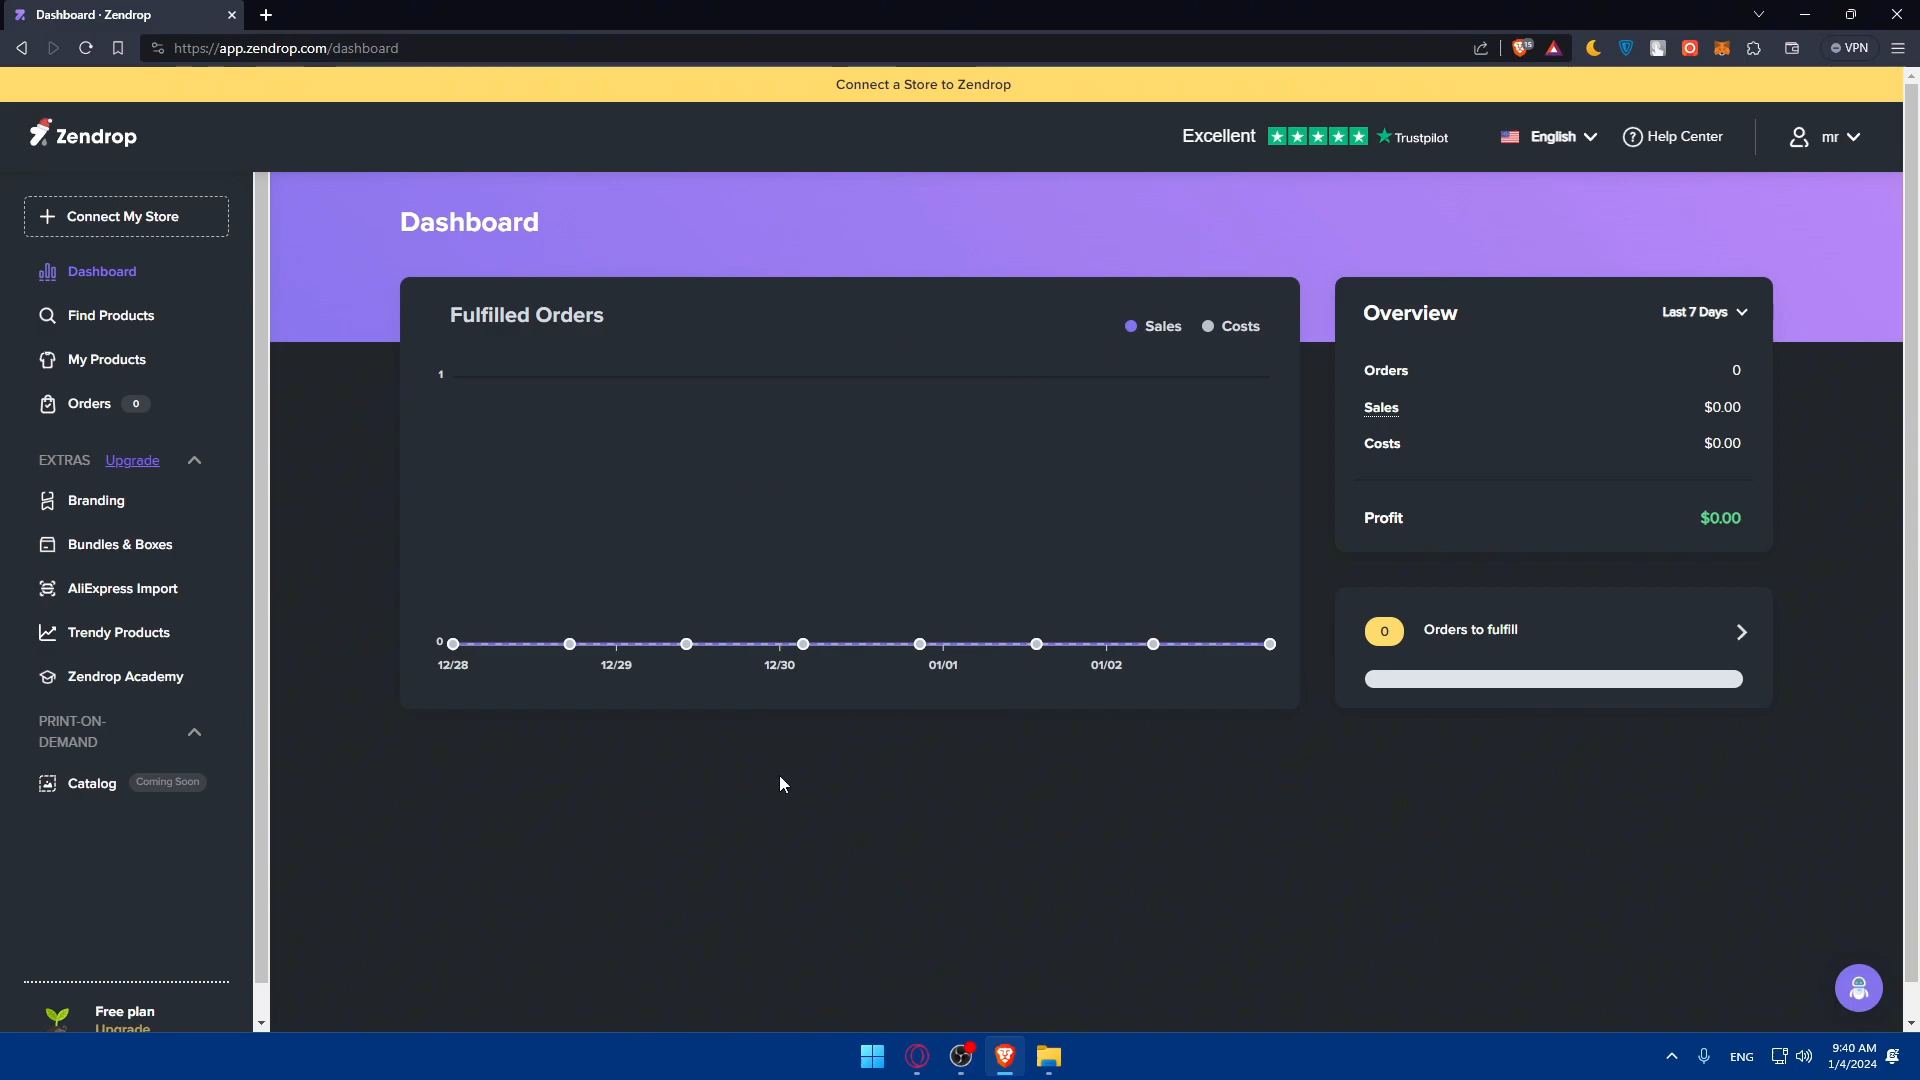 Dashboard · Zendrop
https://app.zendrop.com/dashboard
15
VPN
Connect a Store to Zendrop
Zendrop
Excellent
Trustpilot
English
Help Center
mr
Connect My Store
Dashboard
Find Products
My Products
Orders 0
EXTRAS Upgrade
Branding
Bundles & Boxes
AliExpress Import
Trendy Products
Zendrop Academy
PRINT-ON-
DEMAND
Catalog Coming Soon
Free plan
Upgrade
Dashboard
Fulfilled Orders
Sales Costs
1
0
12/28 12/29 12/30 01/01 01/02
Overview
Last 7 Days
Orders 0
Sales $0.00
Costs $0.00
Profit $0.00
0 Orders to fulfill
ENG
9:40 AM
1/4/2024